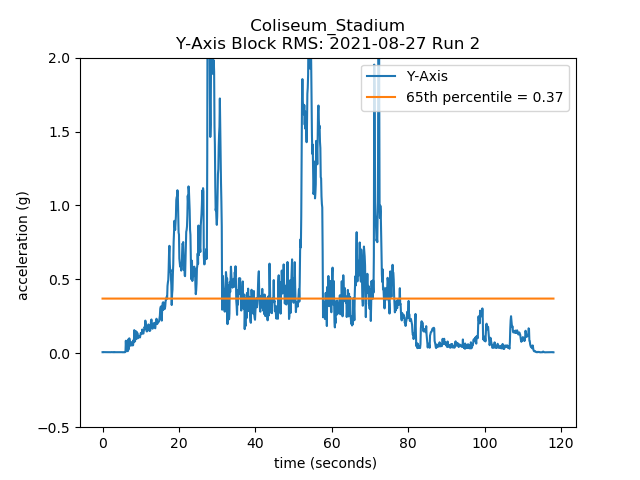 Coliseum_Stadium
Y-Axis Block RMS: 2021-08-27 Run 2
Y-Axis
65th percentile = 0.37
acceleration (g)
2.0
1.5
1.0
0.5
0.0
−0.5
0 20 40 60 80 100 120
time (seconds)